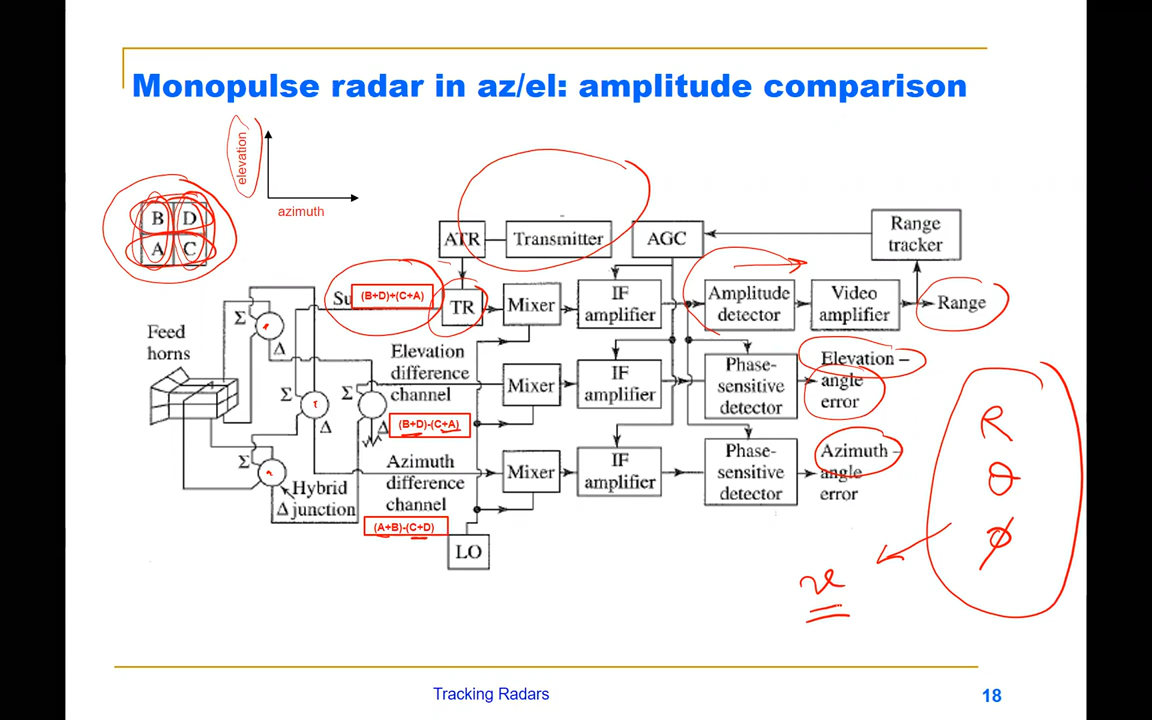 Monopulse radar in az/el: amplitude comparison
elevation
azimuth
B D
A C
ATR
Transmitter
AGC
Range
tracker
(B+D)+(C+A)
TR
Mixer
IF
amplifier
Amplitude
detector
Video
amplifier
Range
Feed
horns
Σ
Δ
Elevation
difference
channel
(B+D)-(C+A)
Mixer
IF
amplifier
Phase-
sensitive
detector
Elevation –
angle
error
Σ
Δ
Σ
Δ
Σ
Δ
Hybrid
junction
Azimuth
difference
channel
(A+B)-(C+D)
Mixer
IF
amplifier
Phase-
sensitive
detector
Azimuth –
angle
error
LO
R
θ
ϕ
Tracking Radars
18